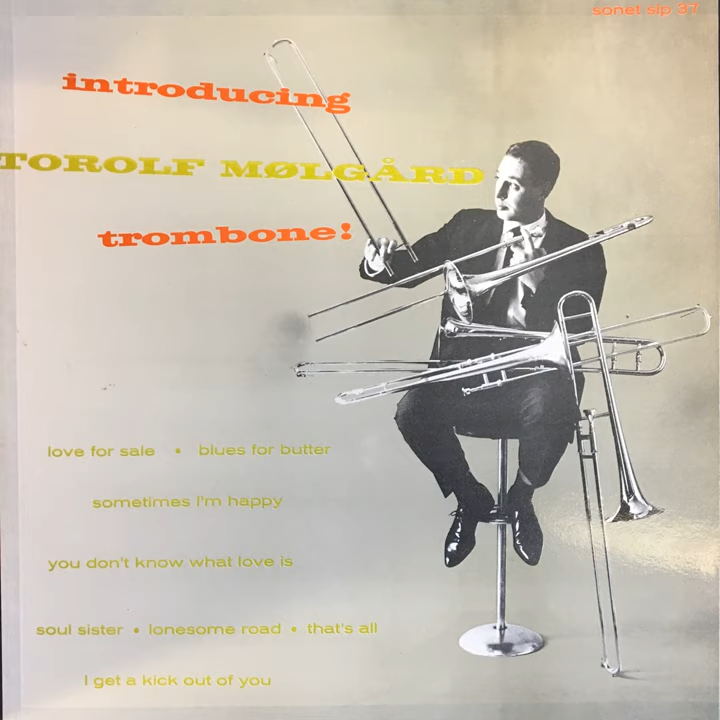 sonet slp 37
introducing
TOROLF MØLGÅRD
trombone!
love for sale • blues for butter
sometimes I'm happy
you don't know what love is
soul sister • lonesome road • that's all
I get a kick out of you